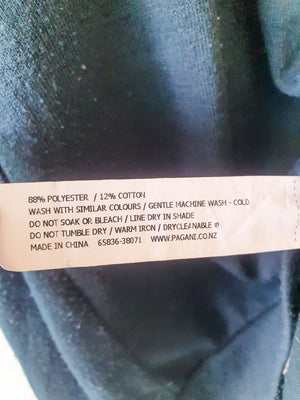 88% POLYESTER / 12% COTTON
WASH WITH SIMILAR COLOURS / GENTLE MACHINE WASH - COLD
DO NOT SOAK OR BLEACH / LINE DRY IN SHADE
DO NOT TUMBLE DRY / WARM IRON / DRYCLEANABLE ℗
MADE IN CHINA 65836-38071 WWW.PAGANI.CO.NZ